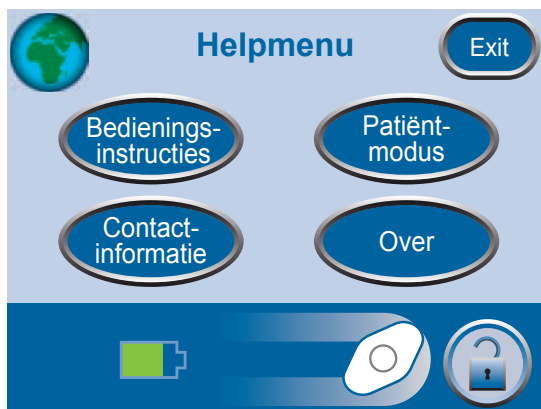 Helpmenu
Exit
Bedienings-
instructies
Patiënt-
modus
Contact-
informatie
Over